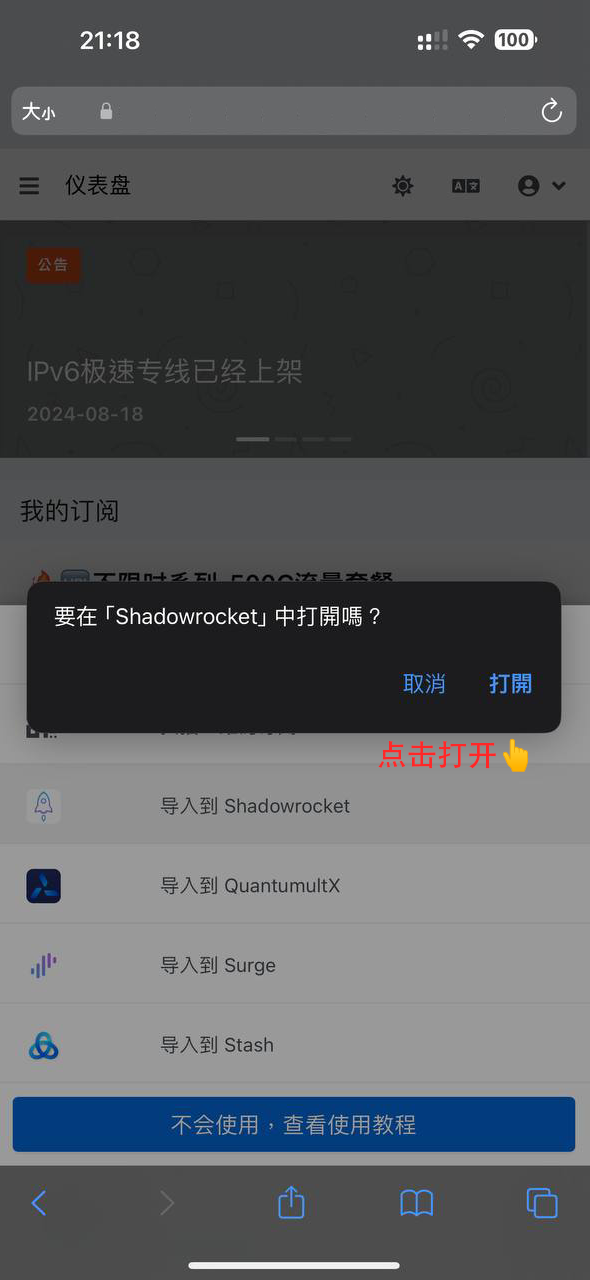 21:18
100
大小
仪表盘
公告
IPv6极速专线已经上架
2024-08-18
我的订阅
不限时系列-500G流量套餐
要在「Shadowrocket」中打開嗎？
取消 打開
点击打开👆
导入到 Shadowrocket
导入到 QuantumultX
导入到 Surge
导入到 Stash
不会使用，查看使用教程